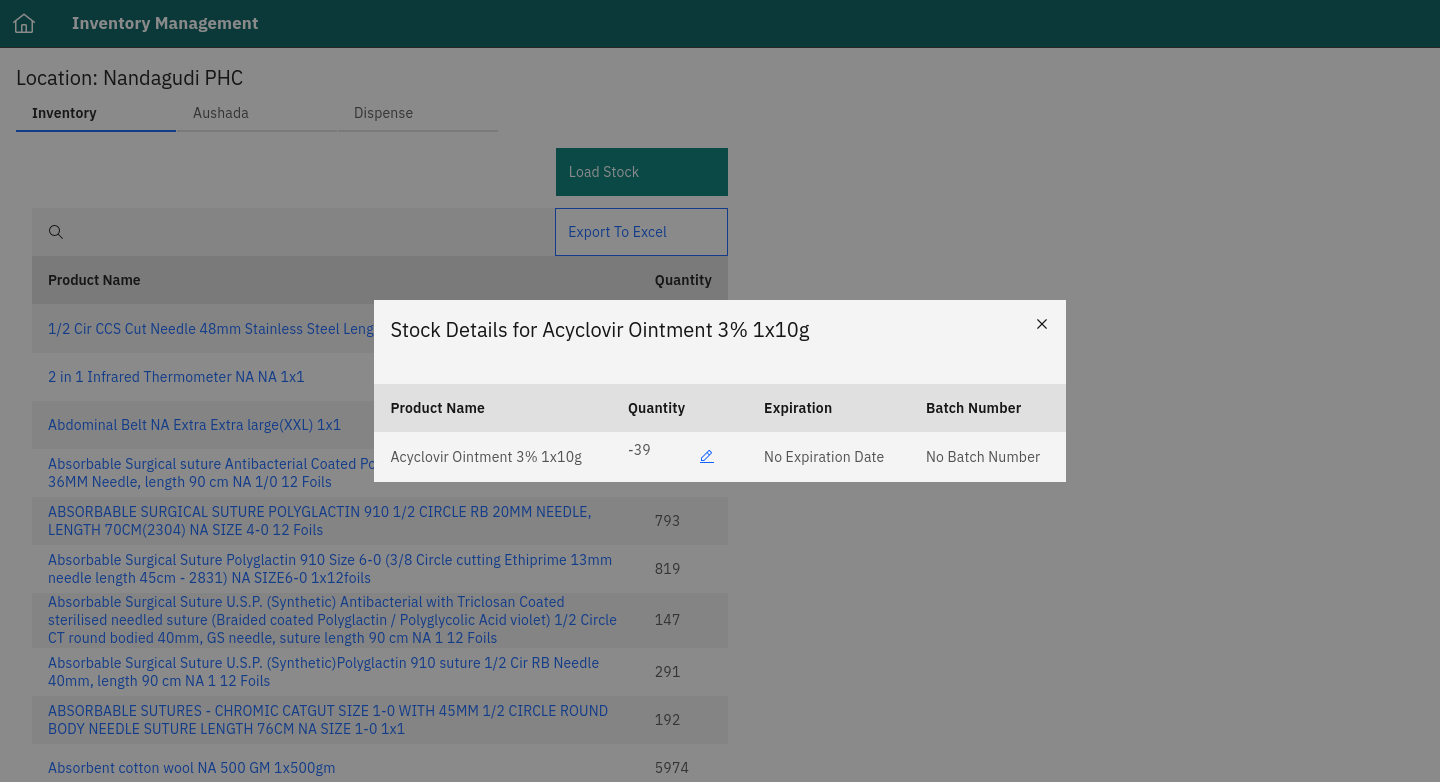 Inventory Management
Location: Nandagudi PHC
Inventory
Aushada
Dispense
Load Stock
Export To Excel
Product Name
Quantity
1/2 Cir CCS Cut Needle 48mm Stainless Steel Leng
2 in 1 Infrared Thermometer NA NA 1x1
Abdominal Belt NA Extra Extra large(XXL) 1x1
Absorbable Surgical suture Antibacterial Coated Po
36MM Needle, length 90 cm NA 1/0 12 Foils
Stock Details for Acyclovir Ointment 3% 1x10g
Product Name
Quantity
Expiration
Batch Number
Acyclovir Ointment 3% 1x10g
-39
No Expiration Date
No Batch Number
ABSORBABLE SURGICAL SUTURE POLYGLACTIN 910 1/2 CIRCLE RB 20MM NEEDLE,
LENGTH 70CM(2304) NA SIZE 4-0 12 Foils
793
Absorbable Surgical Suture Polyglactin 910 Size 6-0 (3/8 Circle cutting Ethiprime 13mm
needle length 45cm - 2831) NA SIZE6-0 1x12foils
819
Absorbable Surgical Suture U.S.P. (Synthetic) Antibacterial with Triclosan Coated
sterilised needled suture (Braided coated Polyglactin / Polyglycolic Acid violet) 1/2 Circle
CT round bodied 40mm, GS needle, suture length 90 cm NA 1 12 Foils
147
Absorbable Surgical Suture U.S.P. (Synthetic)Polyglactin 910 suture 1/2 Cir RB Needle
40mm, length 90 cm NA 1 12 Foils
291
ABSORBABLE SUTURES - CHROMIC CATGUT SIZE 1-0 WITH 45MM 1/2 CIRCLE ROUND
BODY NEEDLE SUTURE LENGTH 76CM NA SIZE 1-0 1x1
192
Absorbent cotton wool NA 500 GM 1x500gm
5974